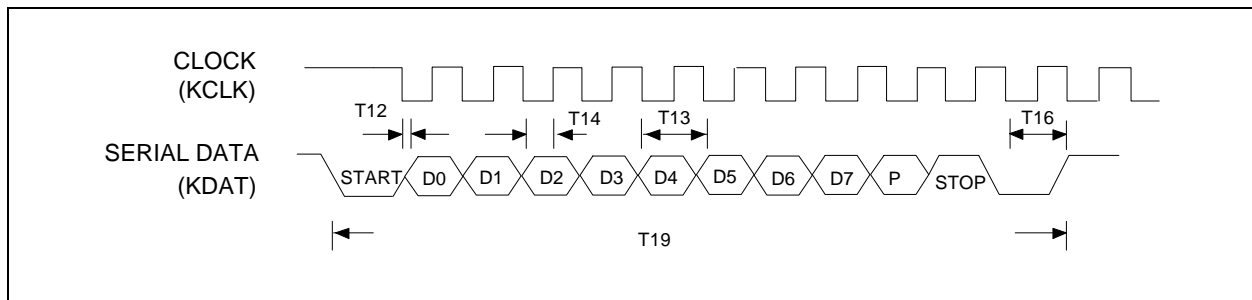 CLOCK
(KCLK)
T12
T14
T13
T16
SERIAL DATA
(KDAT)
START
D0
D1
D2
D3
D4
D5
D6
D7
P
STOP
T19